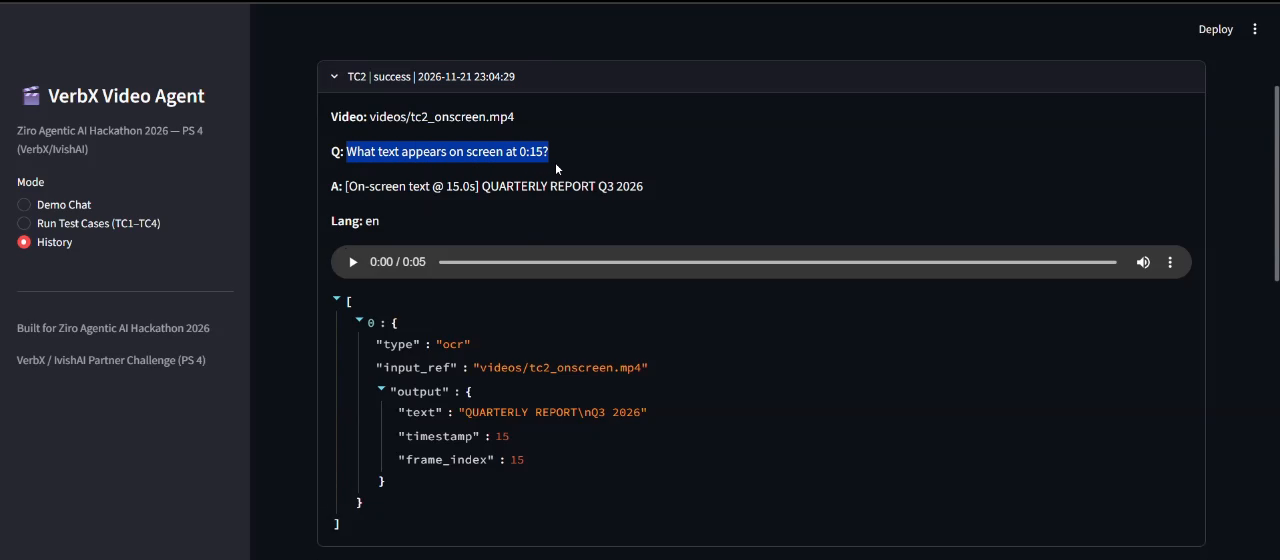 Deploy
VerbX Video Agent
Ziro Agentic AI Hackathon 2026 — PS 4
(VerbX/IvishAI)
Mode
Demo Chat
Run Test Cases (TC1–TC4)
History
Built for Ziro Agentic AI Hackathon 2026
VerbX / IvishAI Partner Challenge (PS 4)
TC2 | success | 2026-11-21 23:04:29
Video: videos/tc2_onscreen.mp4
Q: What text appears on screen at 0:15?
A: [On-screen text @ 15.0s] QUARTERLY REPORT Q3 2026
Lang: en
0:00 / 0:05
[
0 : {
"type" : "ocr"
"input_ref" : "videos/tc2_onscreen.mp4"
"output" : {
"text" : "QUARTERLY REPORT\nQ3 2026"
"timestamp" : 15
"frame_index" : 15
}
}
]